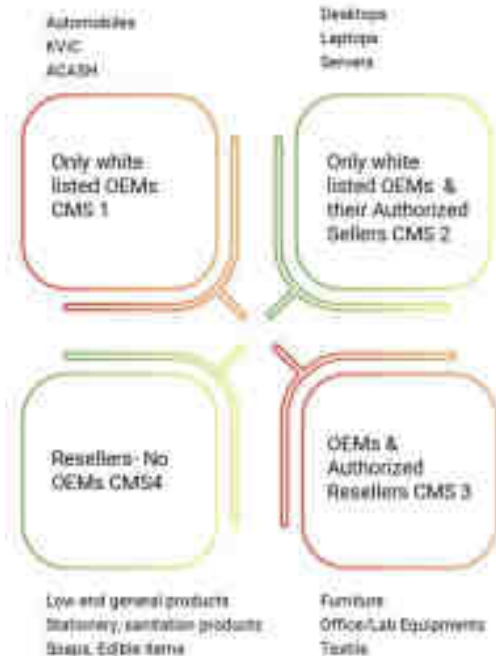 Automobiles
KVIC
ACASH
Desktops
Laptops
Servers
Only white
listed OEMs
CMS 1
Only white
listed OEMs &
their Authorized
Sellers CMS 2
Resellers- No
OEMs CMS4
OEMs &
Authorized
Resellers CMS 3
Low end general products
Stationery, sanitation products
Soaps, Edible items
Furniture
Office/Lab Equipments
Textile